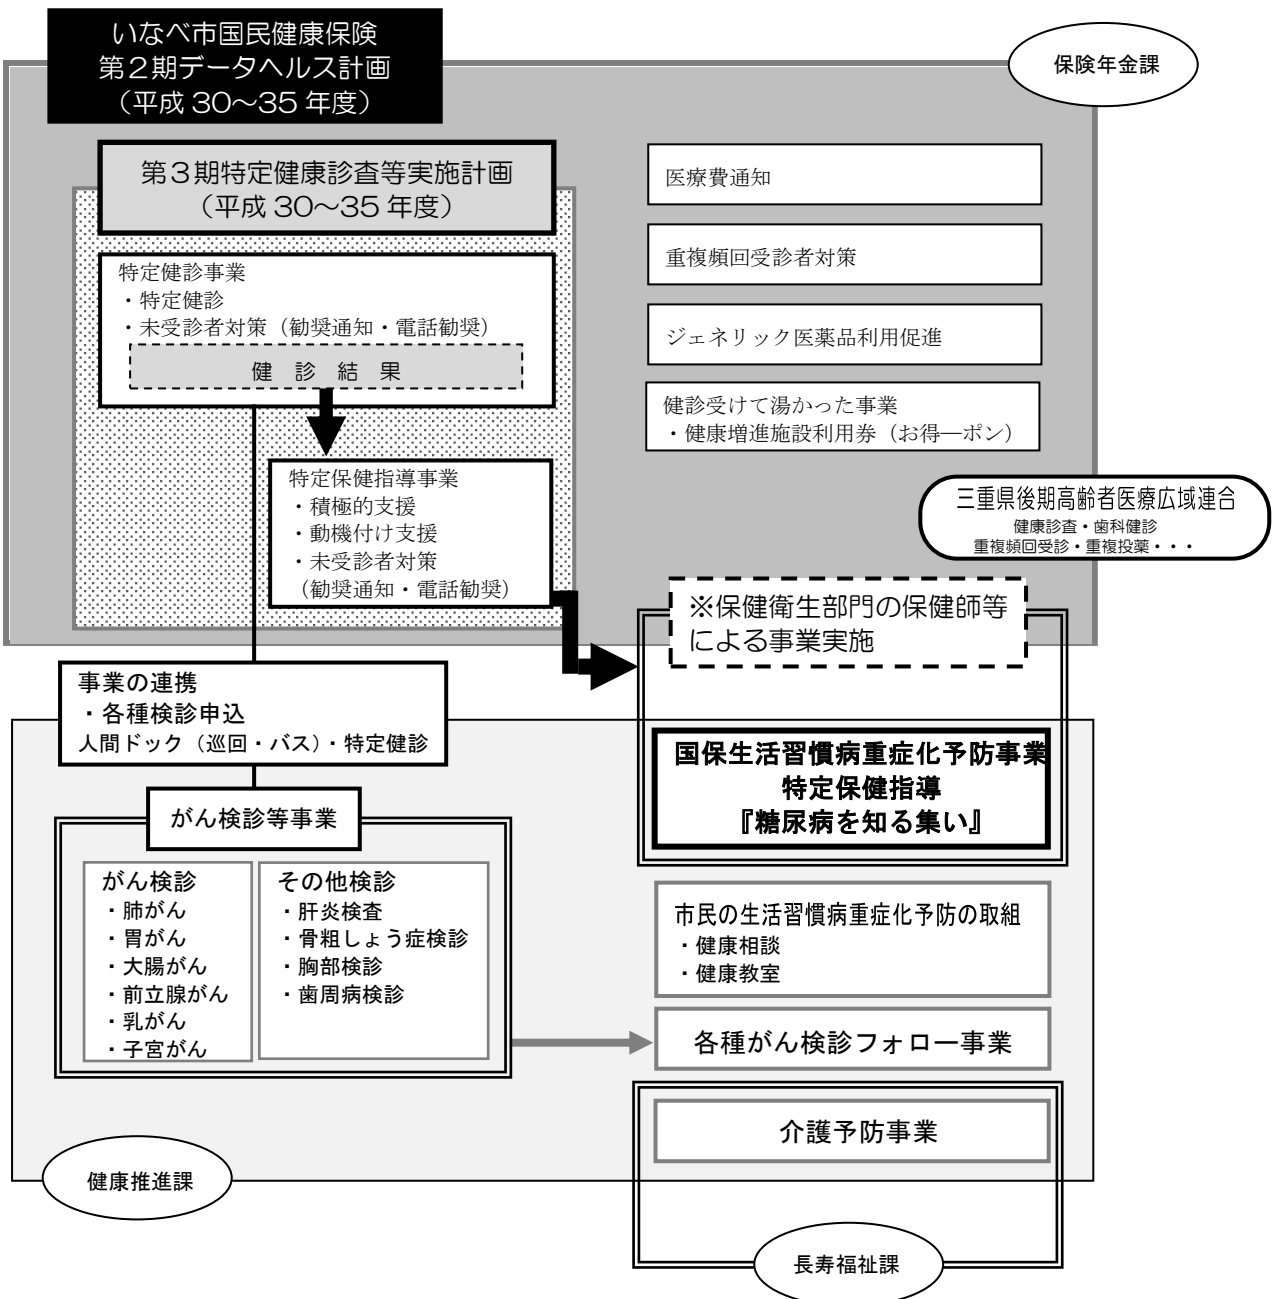 いなべ市国民健康保険
第２期データヘルス計画
（平成 30～35 年度）
保険年金課
第３期特定健康診査等実施計画
（平成 30～35 年度）
特定健診事業
・特定健診
・未受診者対策（勧奨通知・電話勧奨）
健 診 結 果
特定保健指導事業
・積極的支援
・動機付け支援
・未受診者対策
（勧奨通知・電話勧奨）
医療費通知
重複頻回受診者対策
ジェネリック医薬品利用促進
健診受けて湯かった事業
・健康増進施設利用券（お得―ポン）
三重県後期高齢者医療広域連合
健康診査・歯科健診
重複頻回受診・重複投薬・・・
※保健衛生部門の保健師等
による事業実施
事業の連携
・各種検診申込
人間ドック（巡回・バス）・特定健診
国保生活習慣病重症化予防事業
特定保健指導
『糖尿病を知る集い』
がん検診等事業
がん検診
・肺がん
・胃がん
・大腸がん
・前立腺がん
・乳がん
・子宮がん
その他検診
・肝炎検査
・骨粗しょう症検診
・胸部検診
・歯周病検診
市民の生活習慣病重症化予防の取組
・健康相談
・健康教室
各種がん検診フォロー事業
介護予防事業
健康推進課
長寿福祉課